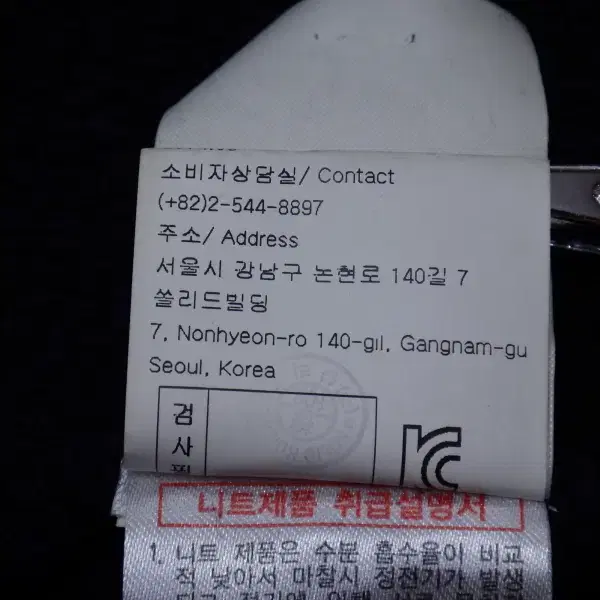 소비자상담실/ Contact
(+82)2-544-8897
주소/ Address
서울시 강남구 논현로 140길 7
쏠리드빌딩
7, Nonhyeon-ro 140-gil, Gangnam-gu
Seoul, Korea
검
사
필
니트제품 취급설명서
1. 니트 제품은 수분 흡수율이 비교
적 낮아서 마찰시 정전기가 발생